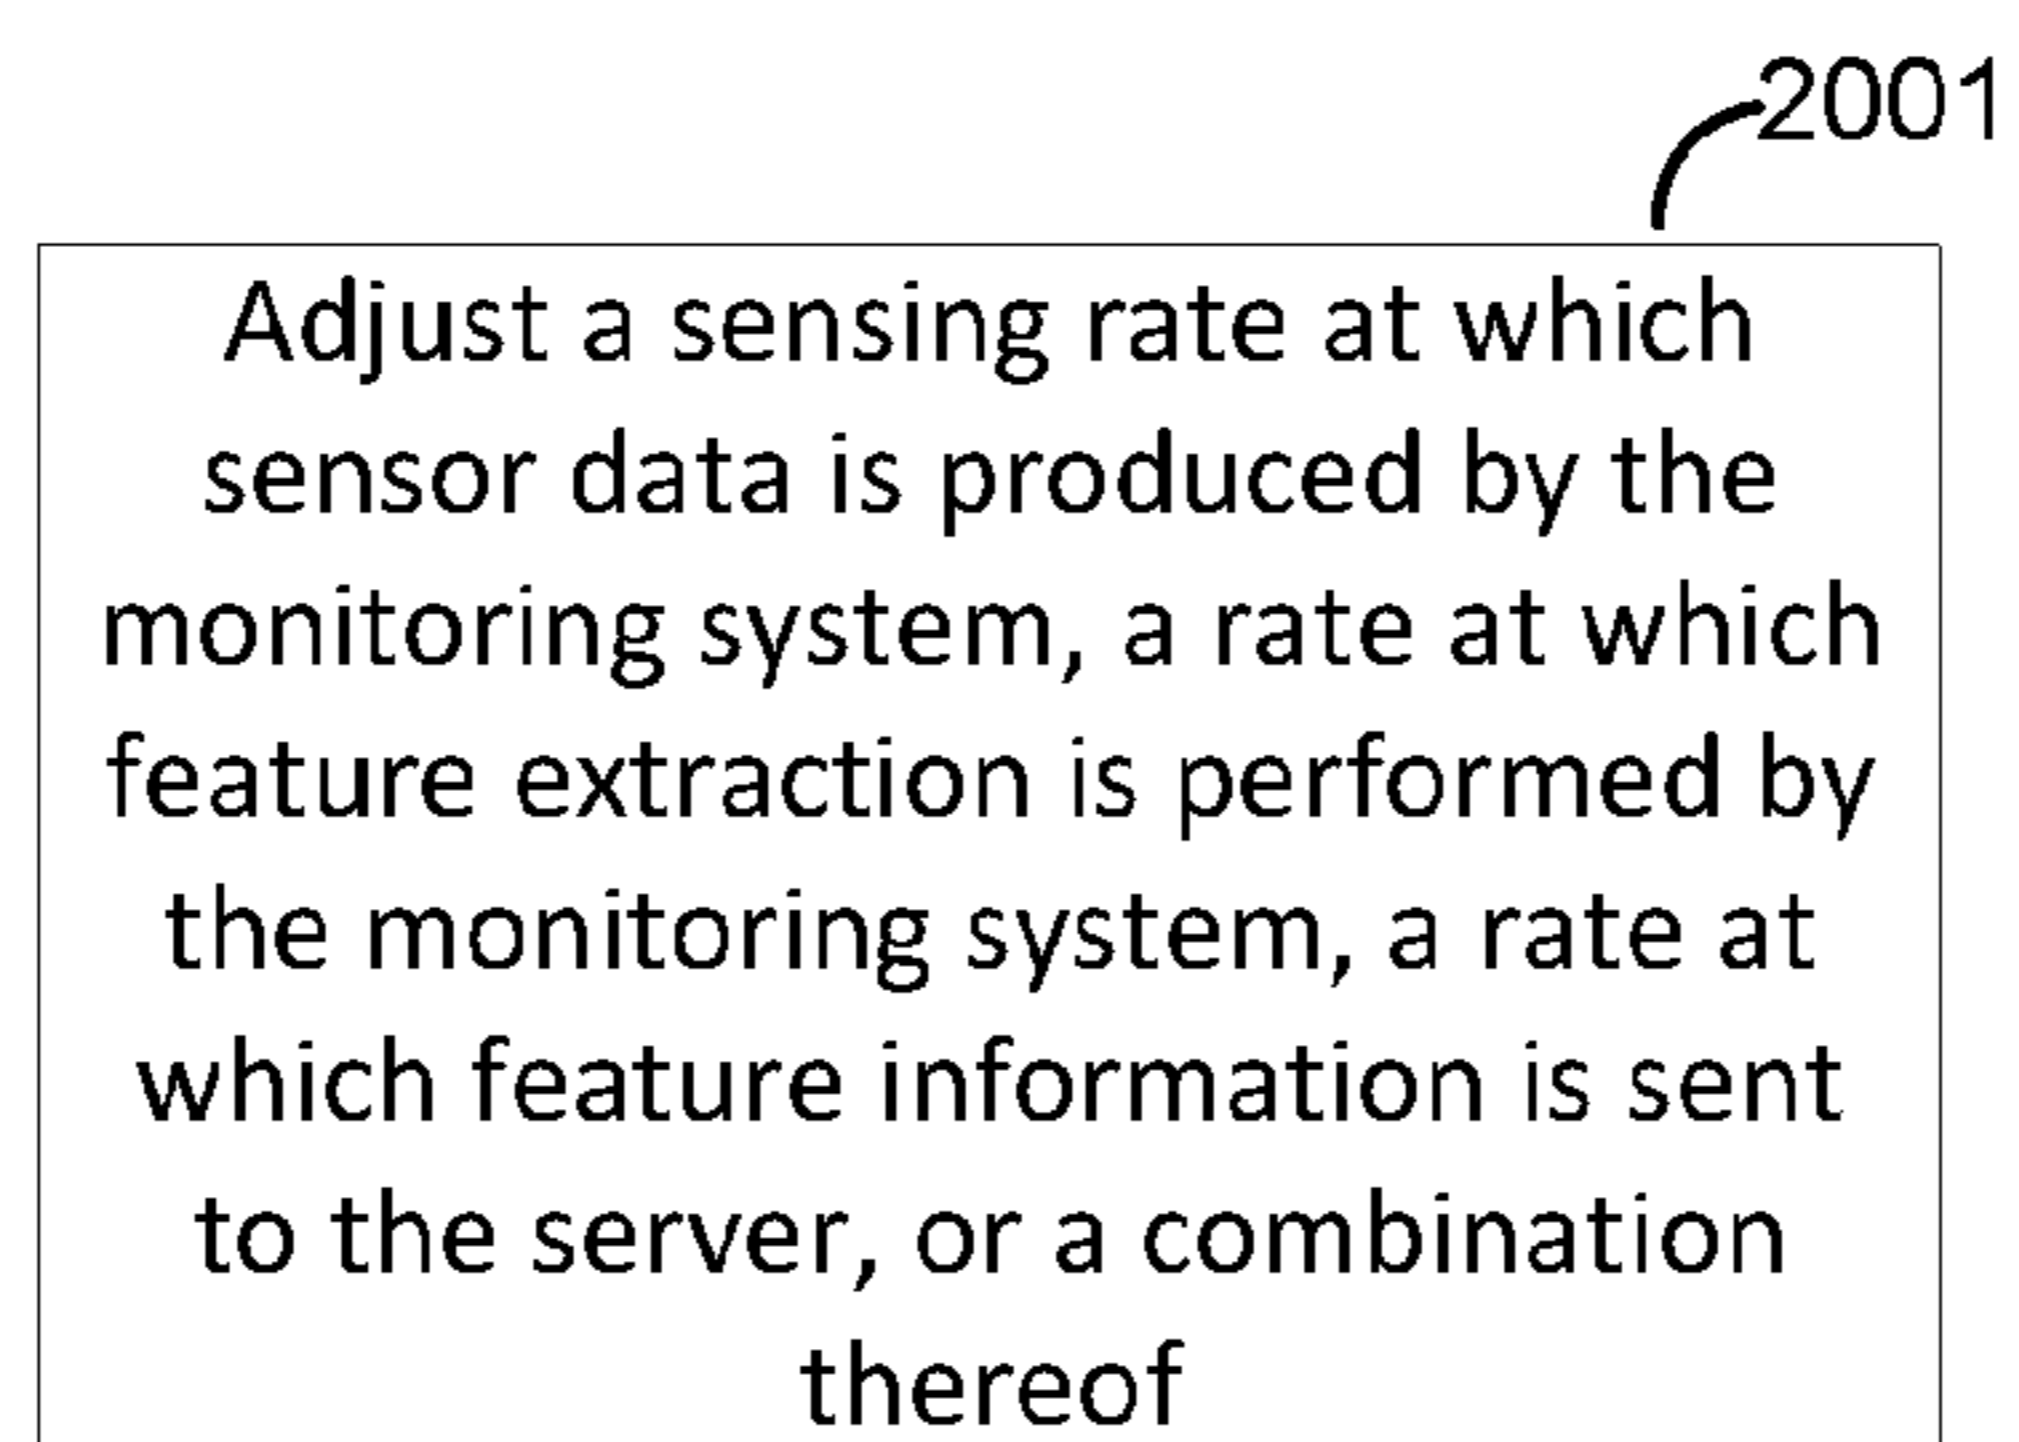 2001
Adjust a sensing rate at which
sensor data is produced by the
monitoring system, a rate at which
feature extraction is performed by
the monitoring system, a rate at
which feature information is sent
to the server, or a combination
thereof